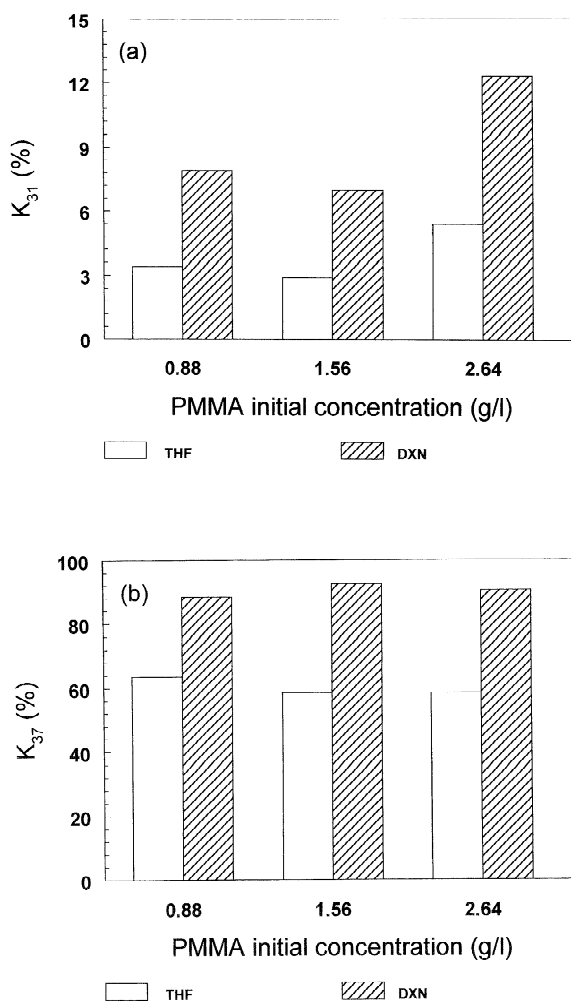 15
(a)
12
9
6
3
0
K31 (%)
0.88 1.56 2.64
PMMA initial concentration (g/l)
THF DXN
100
(b)
80
60
40
20
0
K37 (%)
0.88 1.56 2.64
PMMA initial concentration (g/l)
THF DXN